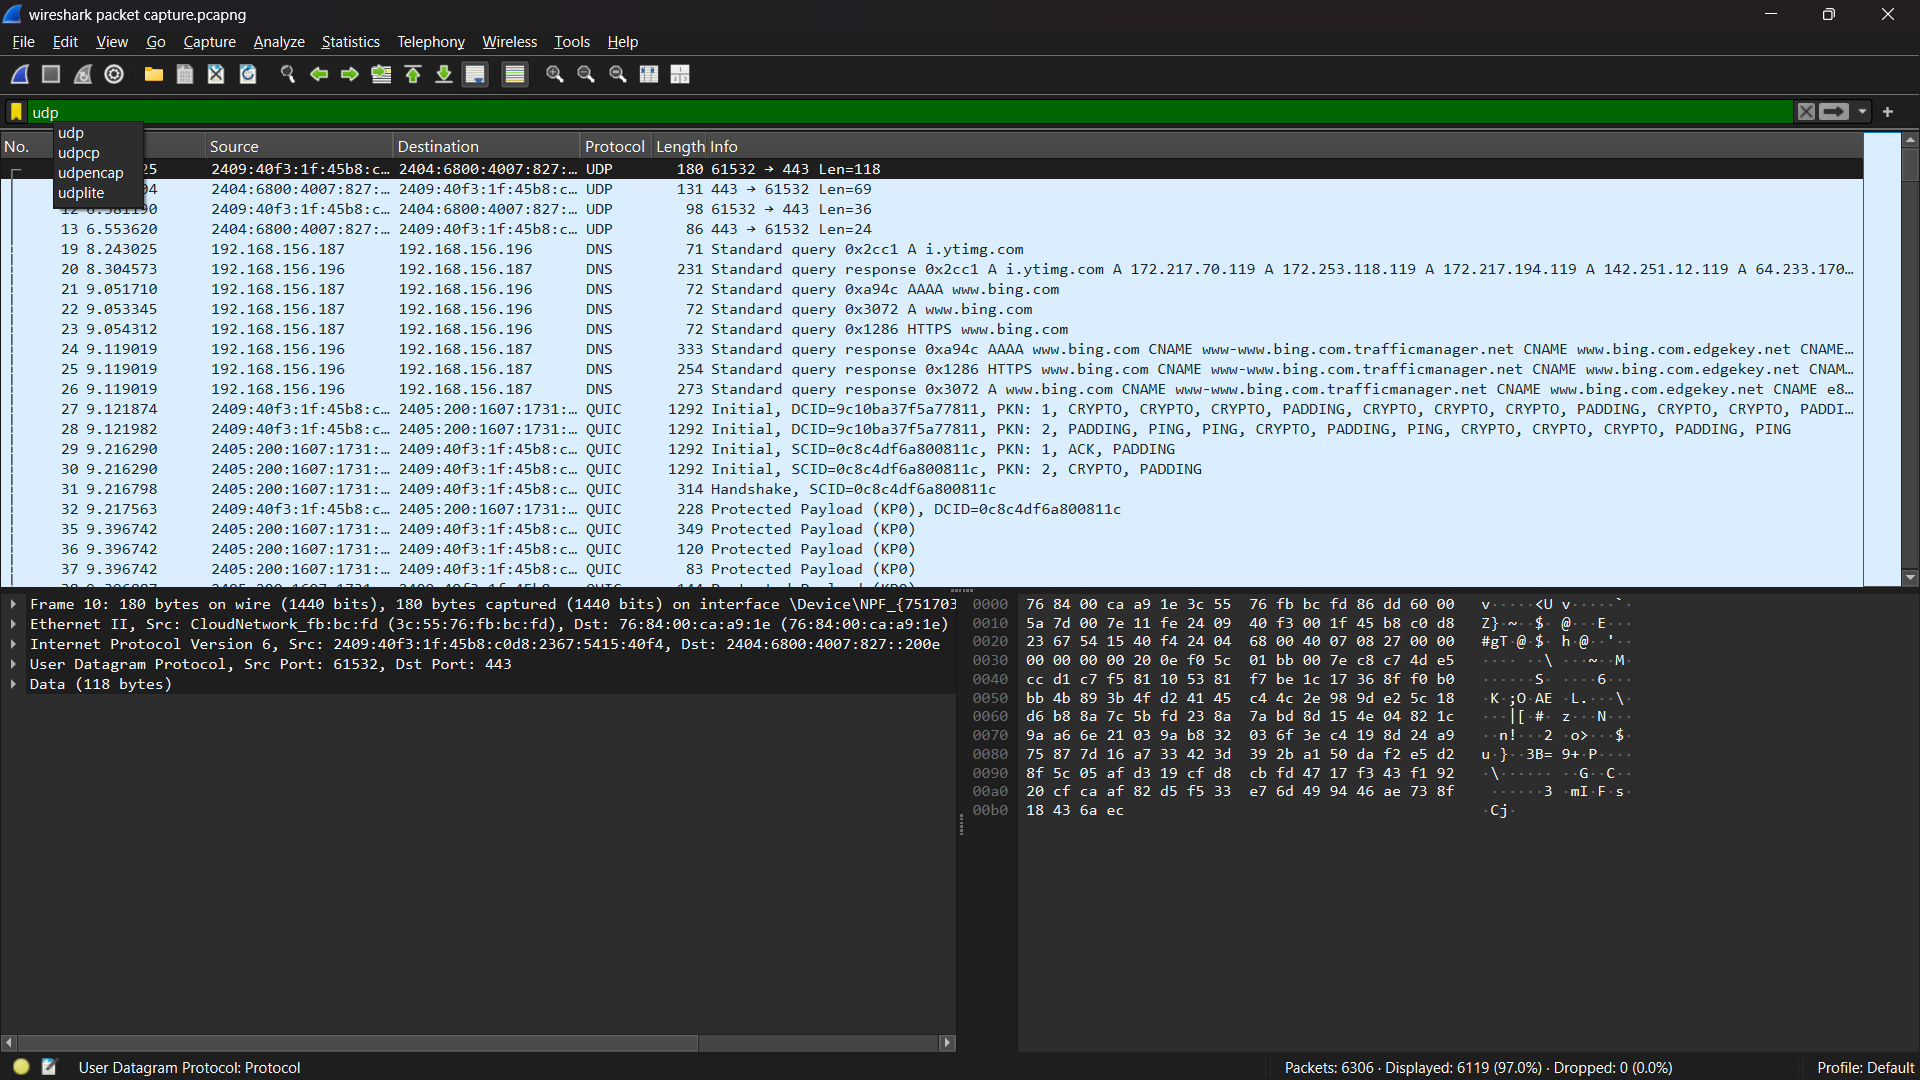 wireshark packet capture.pcapng
File Edit View Go Capture Analyze Statistics Telephony Wireless Tools Help
udp
udp
udpcp
udpencap
udplite
No. Source Destination Protocol Length Info
25 2409:40f3:1f:45b8:c… 2404:6800:4007:827:… UDP 180 61532 → 443 Len=118
04 2404:6800:4007:827:… 2409:40f3:1f:45b8:c… UDP 131 443 → 61532 Len=69
12 6.381190 2409:40f3:1f:45b8:c… 2404:6800:4007:827:… UDP 98 61532 → 443 Len=36
13 6.553620 2404:6800:4007:827:… 2409:40f3:1f:45b8:c… UDP 86 443 → 61532 Len=24
19 8.243025 192.168.156.187 192.168.156.196 DNS 71 Standard query 0x2cc1 A i.ytimg.com
20 8.304573 192.168.156.196 192.168.156.187 DNS 231 Standard query response 0x2cc1 A i.ytimg.com A 172.217.70.119 A 172.253.118.119 A 172.217.194.119 A 142.251.12.119 A 64.233.170…
21 9.051710 192.168.156.187 192.168.156.196 DNS 72 Standard query 0xa94c AAAA www.bing.com
22 9.053345 192.168.156.187 192.168.156.196 DNS 72 Standard query 0x3072 A www.bing.com
23 9.054312 192.168.156.187 192.168.156.196 DNS 72 Standard query 0x1286 HTTPS www.bing.com
24 9.119019 192.168.156.196 192.168.156.187 DNS 333 Standard query response 0xa94c AAAA www.bing.com CNAME www-www.bing.com.trafficmanager.net CNAME www.bing.com.edgekey.net CNAME…
25 9.119019 192.168.156.196 192.168.156.187 DNS 254 Standard query response 0x1286 HTTPS www.bing.com CNAME www-www.bing.com.trafficmanager.net CNAME www.bing.com.edgekey.net CNAM…
26 9.119019 192.168.156.196 192.168.156.187 DNS 273 Standard query response 0x3072 A www.bing.com CNAME www-www.bing.com.trafficmanager.net CNAME www.bing.com.edgekey.net CNAME e8…
27 9.121874 2409:40f3:1f:45b8:c… 2405:200:1607:1731:… QUIC 1292 Initial, DCID=9c10ba37f5a77811, PKN: 1, CRYPTO, CRYPTO, CRYPTO, PADDING, CRYPTO, CRYPTO, CRYPTO, PADDING, CRYPTO, CRYPTO, PADDI…
28 9.121982 2409:40f3:1f:45b8:c… 2405:200:1607:1731:… QUIC 1292 Initial, DCID=9c10ba37f5a77811, PKN: 2, PADDING, PING, PING, CRYPTO, PADDING, PING, CRYPTO, CRYPTO, CRYPTO, PADDING, PING
29 9.216290 2405:200:1607:1731:… 2409:40f3:1f:45b8:c… QUIC 1292 Initial, SCID=0c8c4df6a800811c, PKN: 1, ACK, PADDING
30 9.216290 2405:200:1607:1731:… 2409:40f3:1f:45b8:c… QUIC 1292 Initial, SCID=0c8c4df6a800811c, PKN: 2, CRYPTO, PADDING
31 9.216798 2405:200:1607:1731:… 2409:40f3:1f:45b8:c… QUIC 314 Handshake, SCID=0c8c4df6a800811c
32 9.217563 2409:40f3:1f:45b8:c… 2405:200:1607:1731:… QUIC 228 Protected Payload (KP0), DCID=0c8c4df6a800811c
35 9.396742 2405:200:1607:1731:… 2409:40f3:1f:45b8:c… QUIC 349 Protected Payload (KP0)
36 9.396742 2405:200:1607:1731:… 2409:40f3:1f:45b8:c… QUIC 120 Protected Payload (KP0)
37 9.396742 2405:200:1607:1731:… 2409:40f3:1f:45b8:c… QUIC 83 Protected Payload (KP0)
Frame 10: 180 bytes on wire (1440 bits), 180 bytes captured (1440 bits) on interface \Device\NPF_{751703
Ethernet II, Src: CloudNetwork_fb:bc:fd (3c:55:76:fb:bc:fd), Dst: 76:84:00:ca:a9:1e (76:84:00:ca:a9:1e)
Internet Protocol Version 6, Src: 2409:40f3:1f:45b8:c0d8:2367:5415:40f4, Dst: 2404:6800:4007:827::200e
User Datagram Protocol, Src Port: 61532, Dst Port: 443
Data (118 bytes)
0000 76 84 00 ca a9 1e 3c 55 76 fb bc fd 86 dd 60 00 v·····<U v·····`·
0010 5a 7d 00 7e 11 fe 24 09 40 f3 00 1f 45 b8 c0 d8 Z}·~··$· @···E···
0020 23 67 54 15 40 f4 24 04 68 00 40 07 08 27 00 00 #gT·@·$· h·@··'··
0030 00 00 00 00 20 0e f0 5c 01 bb 00 7e c8 c7 4d e5 ···· ··\ ···~··M·
0040 cc d1 c7 f5 81 10 53 81 f7 be 1c 17 36 8f f0 b0 ······S· ····6···
0050 bb 4b 89 3b 4f d2 41 45 c4 4c 2e 98 9d e2 5c 18 ·K·;O·AE ·L.···\·
0060 d6 b8 8a 7c 5b fd 23 8a 7a bd 8d 15 4e 04 82 1c ···|[·#· z···N···
0070 9a a6 6e 21 03 9a b8 32 03 6f 3e c4 19 8d 24 a9 ··n!···2 ·o>···$·
0080 75 87 7d 16 a7 33 42 3d 39 2b a1 50 da f2 e5 d2 u·}··3B= 9+·P····
0090 8f 5c 05 af d3 19 cf d8 cb fd 47 17 f3 43 f1 92 ·\······ ··G··C··
00a0 20 cf ca af 82 d5 f5 33 e7 6d 49 94 46 ae 73 8f ······3 ·mI·F·s·
00b0 18 43 6a ec ·Cj·
User Datagram Protocol: Protocol
Packets: 6306 · Displayed: 6119 (97.0%) · Dropped: 0 (0.0%)
Profile: Default